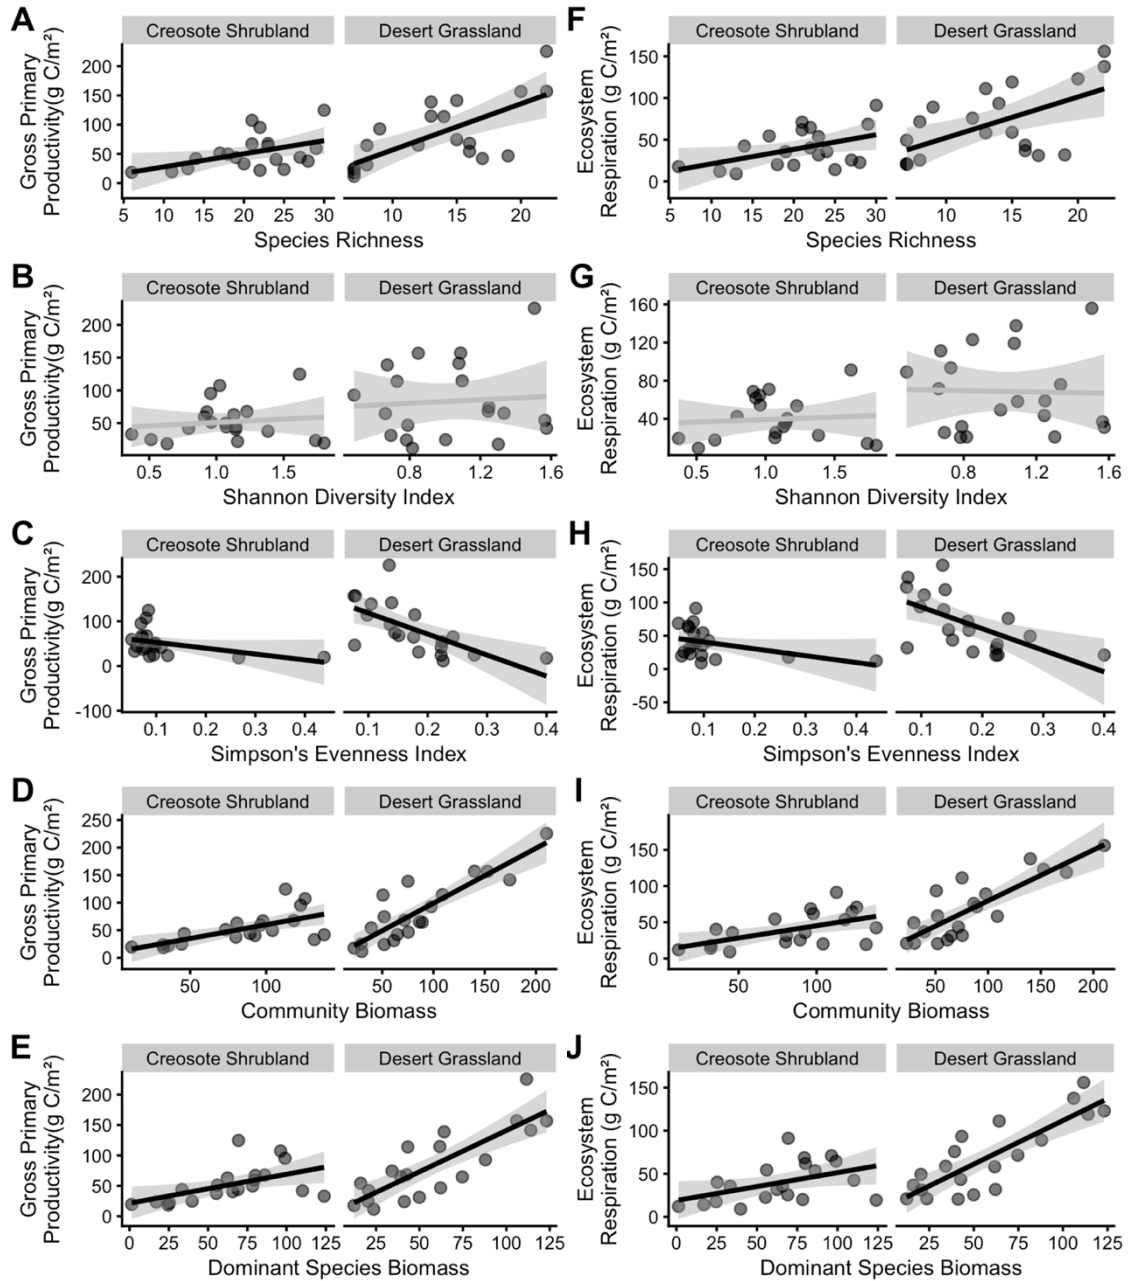 A
Creosote Shrubland
Desert Grassland
Gross Primary
Productivity(g C/m²)
200
150
100
50
0
5 10 15 20 25 30
10 15 20
Species Richness
F
Creosote Shrubland
Desert Grassland
Ecosystem
Respiration (g C/m²)
150
100
50
0
5 10 15 20 25 30
10 15 20
Species Richness
B
Creosote Shrubland
Desert Grassland
Gross Primary
Productivity(g C/m²)
200
150
100
50
0.5 1.0 1.5
0.8 1.2 1.6
Shannon Diversity Index
G
Creosote Shrubland
Desert Grassland
Ecosystem
Respiration (g C/m²)
160
120
80
40
0.5 1.0 1.5
0.8 1.2 1.6
Shannon Diversity Index
C
Creosote Shrubland
Desert Grassland
Gross Primary
Productivity(g C/m²)
200
100
0
-100
0.1 0.2 0.3 0.4
0.1 0.2 0.3 0.4
Simpson's Evenness Index
H
Creosote Shrubland
Desert Grassland
Ecosystem
Respiration (g C/m²)
150
100
50
0
-50
0.1 0.2 0.3 0.4
0.1 0.2 0.3 0.4
Simpson's Evenness Index
D
Creosote Shrubland
Desert Grassland
Gross Primary
Productivity(g C/m²)
250
200
150
100
50
0
50 100
50 100 150 200
Community Biomass
I
Creosote Shrubland
Desert Grassland
Ecosystem
Respiration (g C/m²)
150
100
50
0
50 100
50 100 150 200
Community Biomass
E
Creosote Shrubland
Desert Grassland
Gross Primary
Productivity(g C/m²)
200
150
100
50
0
0 25 50 75 100 125
25 50 75 100 125
Dominant Species Biomass
J
Creosote Shrubland
Desert Grassland
Ecosystem
Respiration (g C/m²)
150
100
50
0
0 25 50 75 100 125
25 50 75 100 125
Dominant Species Biomass